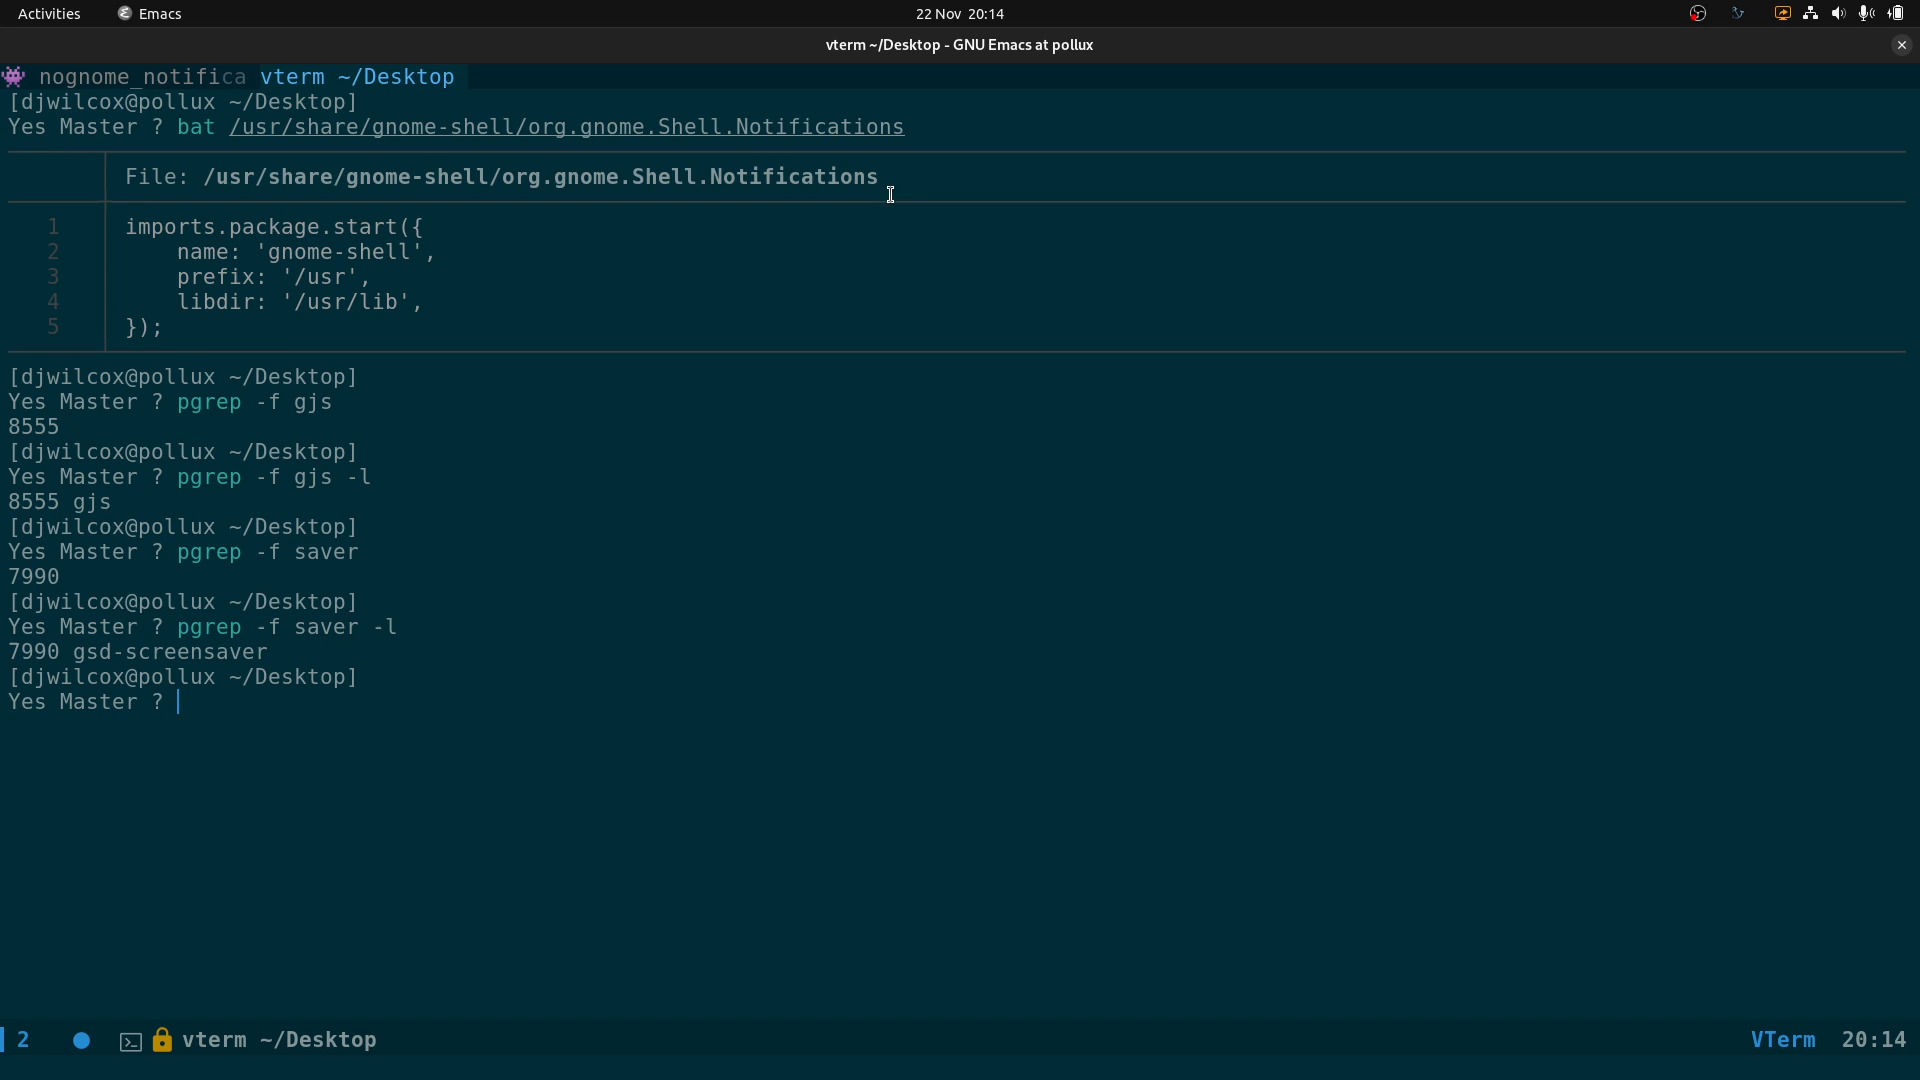 Activities Emacs 22 Nov 20:14
vterm ~/Desktop - GNU Emacs at pollux
nognome_notifica vterm ~/Desktop
[djwilcox@pollux ~/Desktop]
Yes Master ? bat /usr/share/gnome-shell/org.gnome.Shell.Notifications
File: /usr/share/gnome-shell/org.gnome.Shell.Notifications
1 imports.package.start({
2     name: 'gnome-shell',
3     prefix: '/usr',
4     libdir: '/usr/lib',
5 });
[djwilcox@pollux ~/Desktop]
Yes Master ? pgrep -f gjs
8555
[djwilcox@pollux ~/Desktop]
Yes Master ? pgrep -f gjs -l
8555 gjs
[djwilcox@pollux ~/Desktop]
Yes Master ? pgrep -f saver
7990
[djwilcox@pollux ~/Desktop]
Yes Master ? pgrep -f saver -l
7990 gsd-screensaver
[djwilcox@pollux ~/Desktop]
Yes Master ?
2 vterm ~/Desktop VTerm 20:14